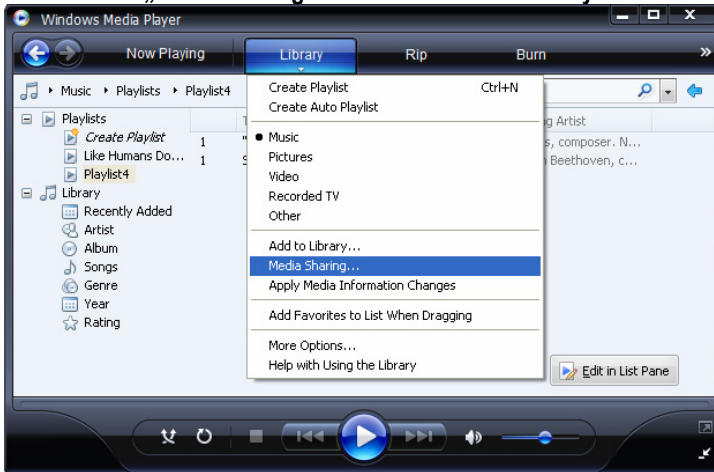 Windows Media Player
Now Playing
Library
Rip
Burn
»
Music ▸ Playlists ▸ Playlist4
Playlists
Create Playlist
Like Humans Do...
Playlist4
Library
Recently Added
Artist
Album
Songs
Genre
Year
Rating
1
1
Create Playlist Ctrl+N
Create Auto Playlist
Music
Pictures
Video
Recorded TV
Other
Add to Library...
Media Sharing...
Apply Media Information Changes
Add Favorites to List When Dragging
More Options...
Help with Using the Library
Artist
s, composer. N...
Beethoven, c...
Edit in List Pane